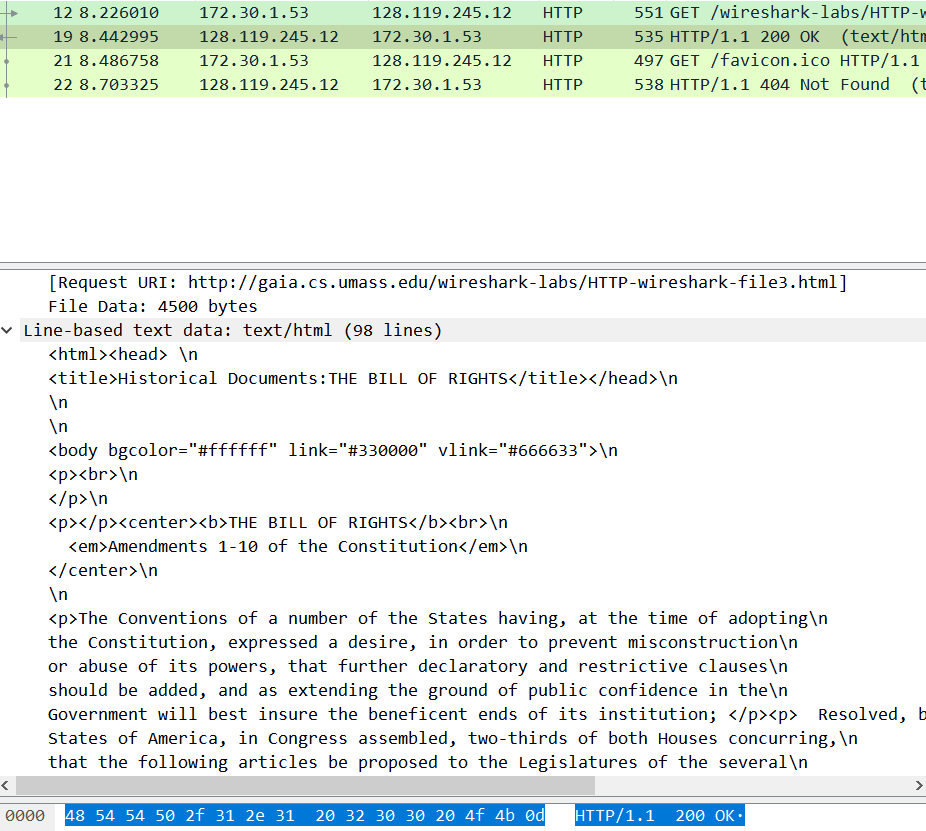 12 8.226010 172.30.1.53 128.119.245.12 HTTP 551 GET /wireshark-labs/HTTP-w
19 8.442995 128.119.245.12 172.30.1.53 HTTP 535 HTTP/1.1 200 OK (text/htm
21 8.486758 172.30.1.53 128.119.245.12 HTTP 497 GET /favicon.ico HTTP/1.1
22 8.703325 128.119.245.12 172.30.1.53 HTTP 538 HTTP/1.1 404 Not Found (t
[Request URI: http://gaia.cs.umass.edu/wireshark-labs/HTTP-wireshark-file3.html]
File Data: 4500 bytes
Line-based text data: text/html (98 lines)
<html><head> \n
<title>Historical Documents:THE BILL OF RIGHTS</title></head>\n
\n
\n
<body bgcolor="#ffffff" link="#330000" vlink="#666633">\n
<p><br>\n
</p>\n
<p></p><center><b>THE BILL OF RIGHTS</b><br>\n
<em>Amendments 1-10 of the Constitution</em>\n
</center>\n
\n
<p>The Conventions of a number of the States having, at the time of adopting\n
the Constitution, expressed a desire, in order to prevent misconstruction\n
or abuse of its powers, that further declaratory and restrictive clauses\n
should be added, and as extending the ground of public confidence in the\n
Government will best insure the beneficent ends of its institution; </p><p>  Resolved, b
States of America, in Congress assembled, two-thirds of both Houses concurring,\n
that the following articles be proposed to the Legislatures of the several\n
0000 48 54 54 50 2f 31 2e 31 20 32 30 30 20 4f 4b 0d HTTP/1.1 200 OK·